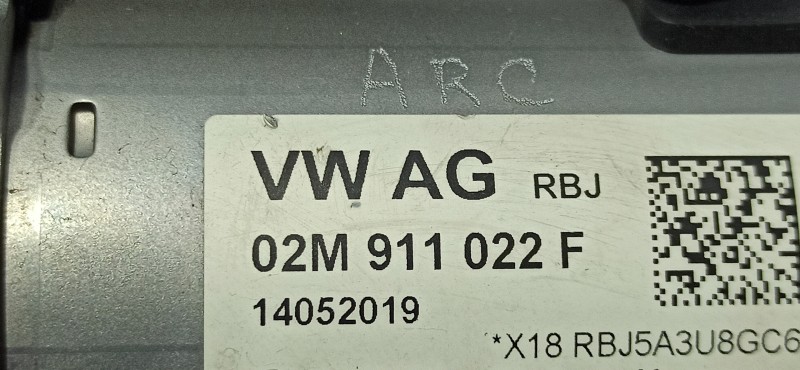 ARC
VW AG RBJ
02M 911 022 F
14052019
*X18 RBJ5A3U8GC6